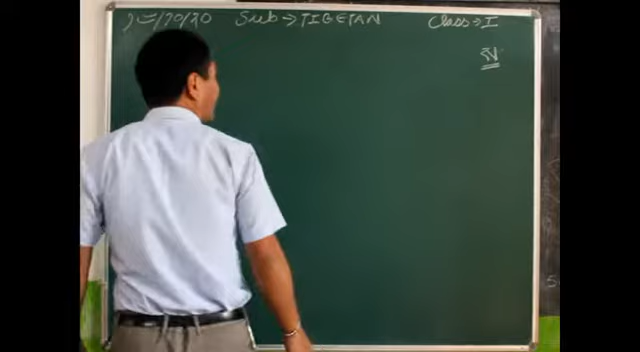 Sub → TIBETAN Class → I